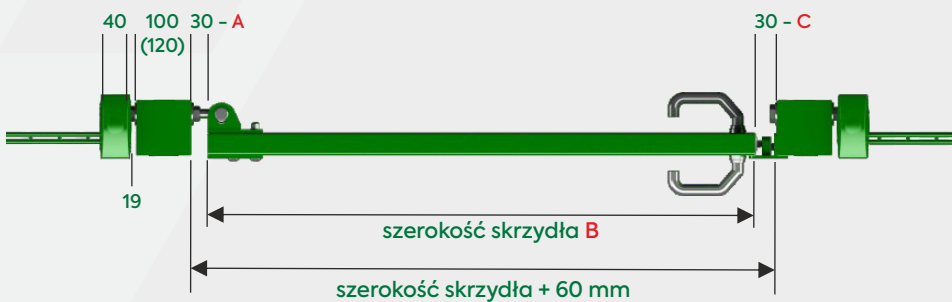 40 100 30 - A 30 - C
(120)
19
szerokość skrzydła B
szerokość skrzydła + 60 mm